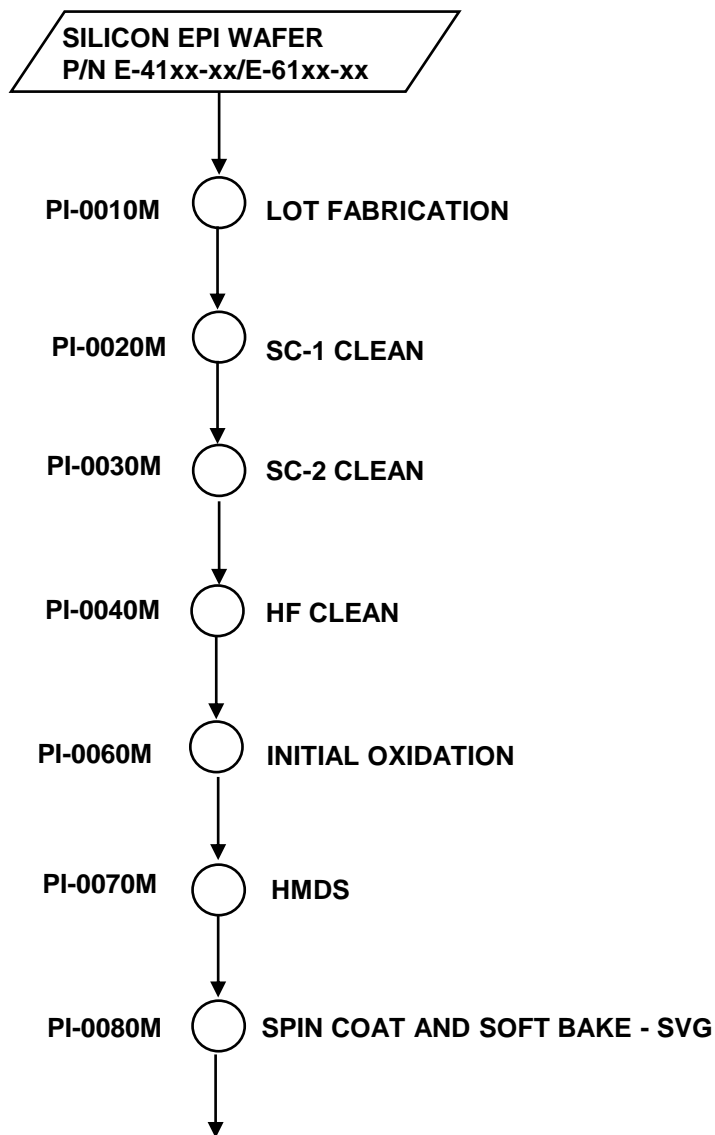 SILICON EPI WAFER
P/N E-41xx-xx/E-61xx-xx
PI-0010M LOT FABRICATION
PI-0020M SC-1 CLEAN
PI-0030M SC-2 CLEAN
PI-0040M HF CLEAN
PI-0060M INITIAL OXIDATION
PI-0070M HMDS
PI-0080M SPIN COAT AND SOFT BAKE - SVG